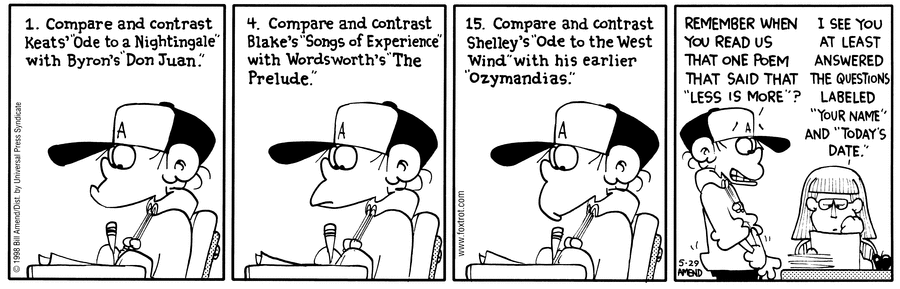 1. Compare and contrast
Keats' "Ode to a Nightingale"
with Byron's "Don Juan."
A
© 1998 Bill Amend/Dist. by Universal Press Syndicate
4. Compare and contrast
Blake's "Songs of Experience"
with Wordsworth's "The
Prelude."
A
15. Compare and contrast
Shelley's "Ode to the West
Wind" with his earlier
"Ozymandias."
A
www.foxtrot.com
REMEMBER WHEN
YOU READ US
THAT ONE POEM
THAT SAID THAT
"LESS IS MORE"?
I SEE YOU
AT LEAST
ANSWERED
THE QUESTIONS
LABELED
"YOUR NAME"
AND "TODAY'S
DATE."
A
5-29
AMEND